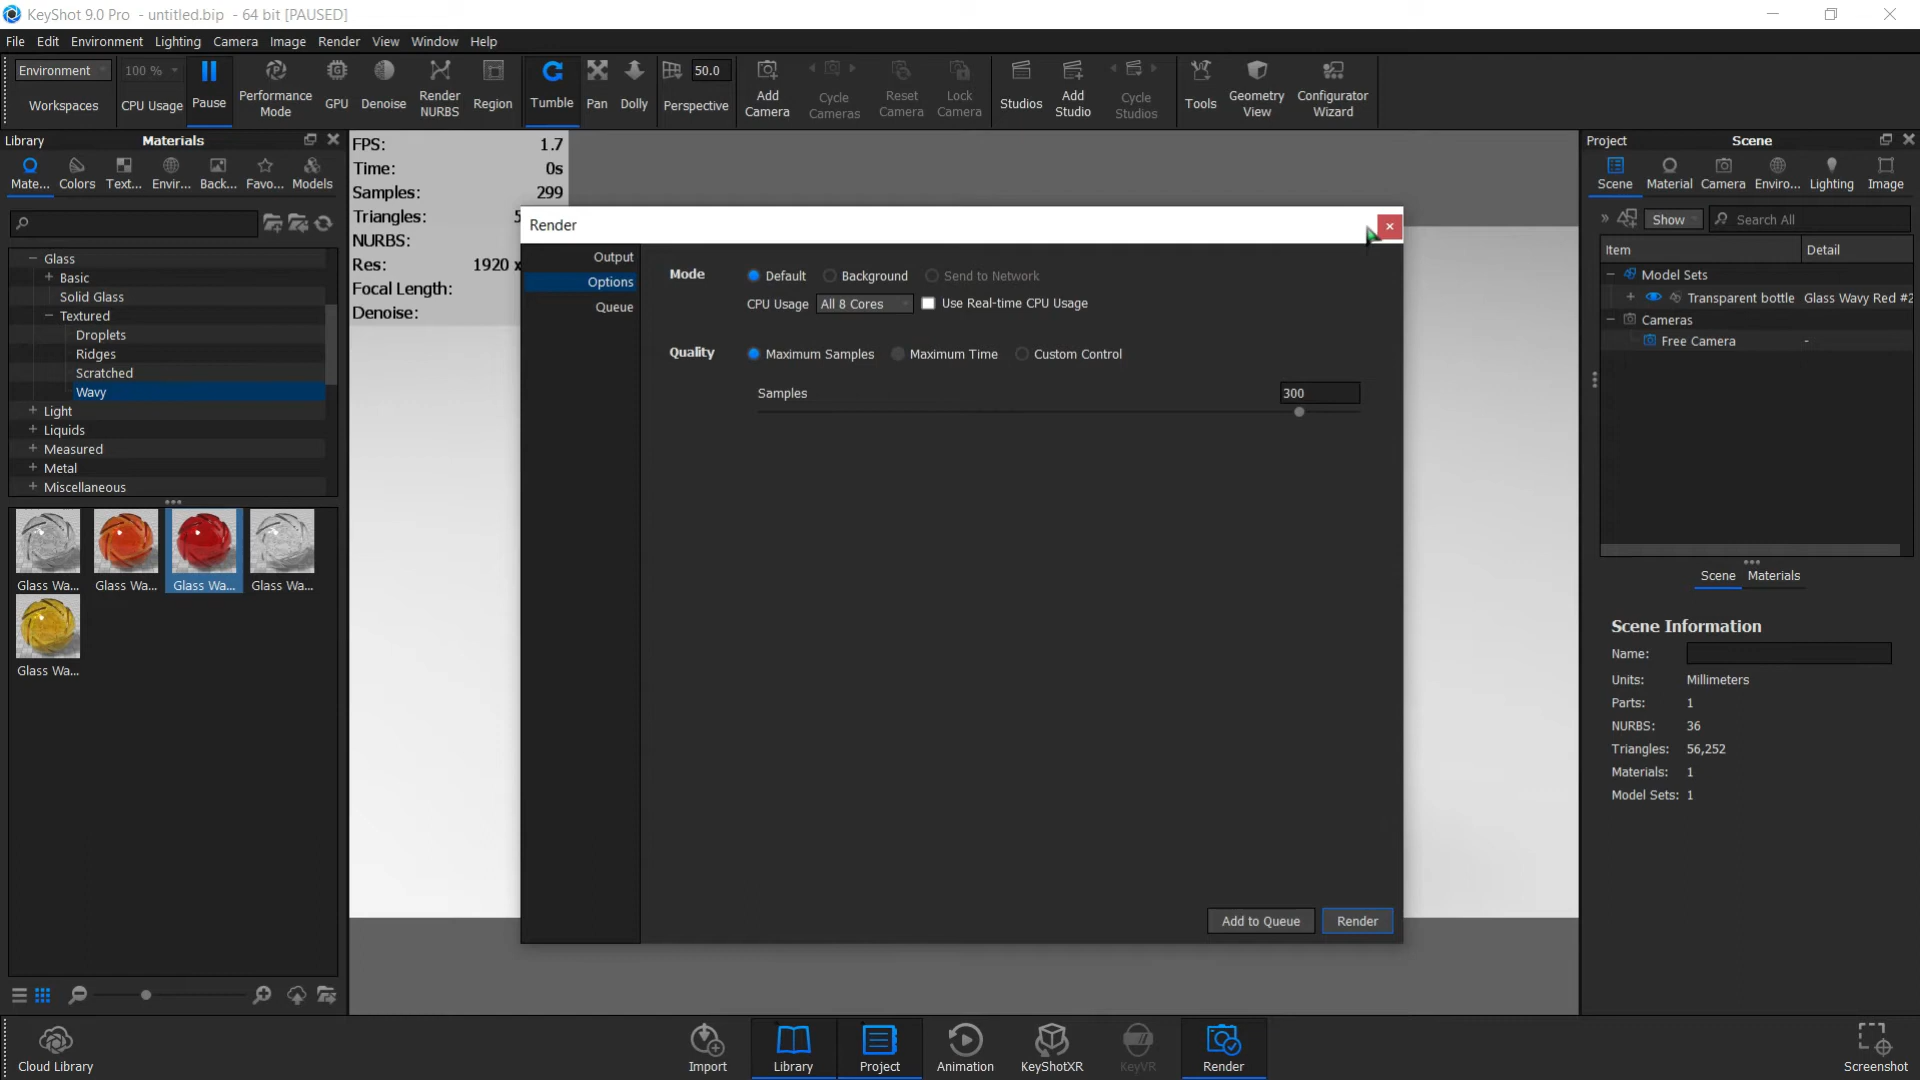 KeyShot 9.0 Pro - untitled.bip - 64 bit [PAUSED]
File Edit Environment Lighting Camera Image Render View Window Help
Environment 100 % 50.0
Workspaces CPU Usage Pause Performance Mode GPU Denoise Render NURBS Region Tumble Pan Dolly Perspective Add Camera Cycle Cameras Reset Camera Lock Camera Studios Add Studio Cycle Studios Tools Geometry View Configurator Wizard
Library Materials
Mate... Colors Text... Envir... Back... Favo... Models
Glass
Basic
Solid Glass
Textured
Droplets
Ridges
Scratched
Wavy
Light
Liquids
Measured
Metal
Miscellaneous
Glass Wa... Glass Wa... Glass Wa... Glass Wa...
Glass Wa...
FPS: 1.7
Time: 0s
Samples: 299
Triangles: 5
NURBS:
Res: 1920 x
Focal Length:
Denoise:
Render
Output
Options
Queue
Mode Default Background Send to Network
CPU Usage All 8 Cores Use Real-time CPU Usage
Quality Maximum Samples Maximum Time Custom Control
Samples 300
Add to Queue Render
Project Scene
Scene Material Camera Enviro... Lighting Image
» Show Search All
Item Detail
Model Sets
Transparent bottle Glass Wavy Red #2
Cameras
Free Camera -
Scene Materials
Scene Information
Name:
Units: Millimeters
Parts: 1
NURBS: 36
Triangles: 56,252
Materials: 1
Model Sets: 1
Cloud Library Import Library Project Animation KeyShotXR KeyVR Render Screenshot